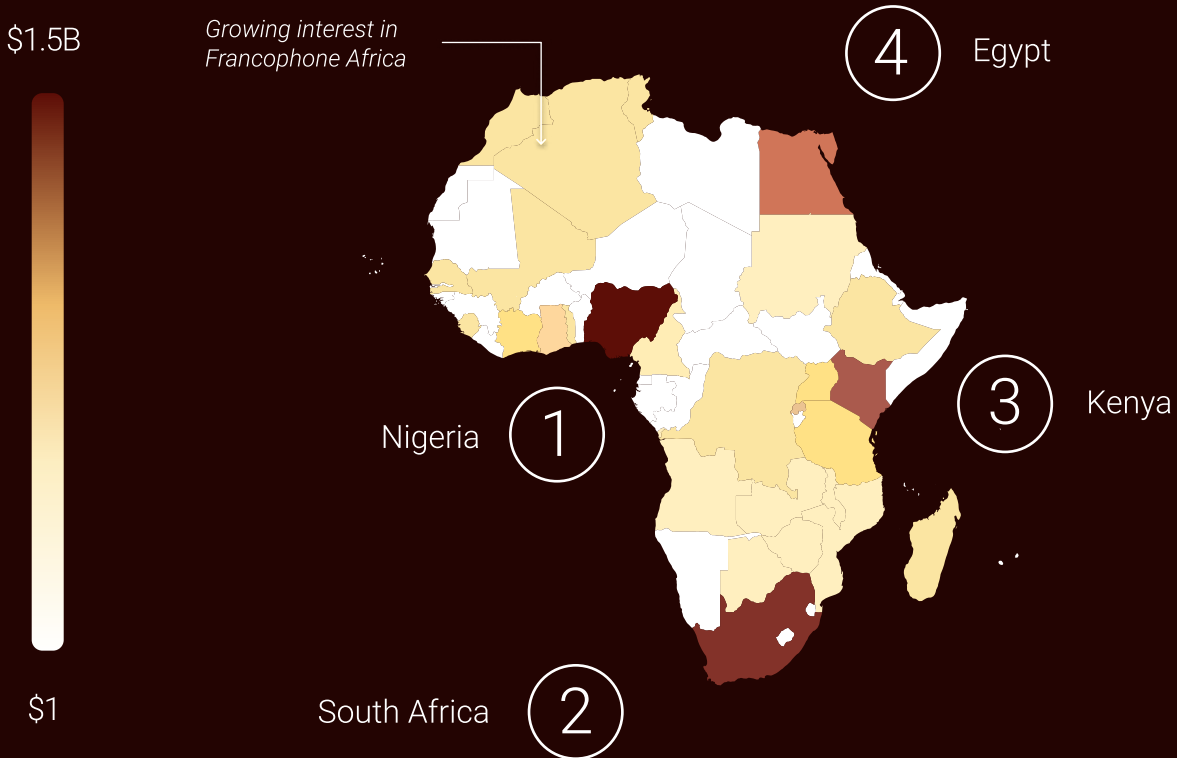 $1.5B
Growing interest in
Francophone Africa
4
Egypt
3
Kenya
Nigeria
1
South Africa
2
$1